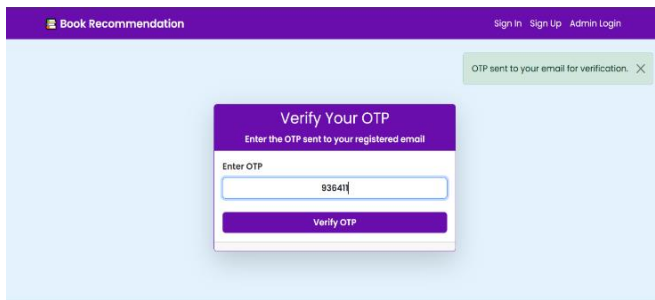 Book Recommendation
Sign In Sign Up Admin Login
OTP sent to your email for verification.
Verify Your OTP
Enter the OTP sent to your registered email
Enter OTP
936411
Verify OTP